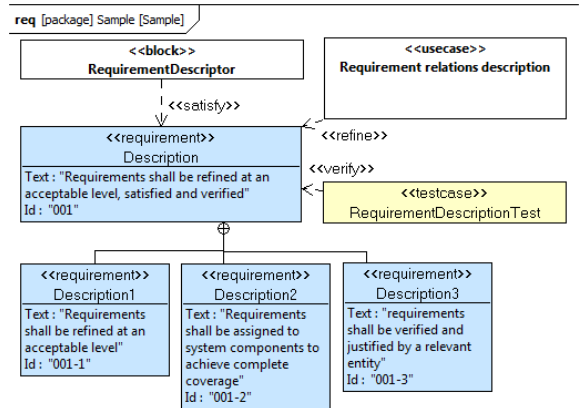 req [package] Sample [Sample]
<<block>>
RequirementDescriptor
<<usecase>>
Requirement relations description
<<satisfy>>
<<refine>>
<<requirement>>
Description
Text : "Requirements shall be refined at an
acceptable level, satisfied and verified"
Id : "001"
<<verify>>
<<testcase>>
RequirementDescriptionTest
<<requirement>>
Description1
Text : "Requirements
shall be refined at an
acceptable level"
Id : "001-1"
<<requirement>>
Description2
Text : "Requirements
shall be assigned to
system components to
achieve complete
coverage"
Id : "001-2"
<<requirement>>
Description3
Text : "requirements
shall be verified and
justified by a relevant
entity"
Id : "001-3"